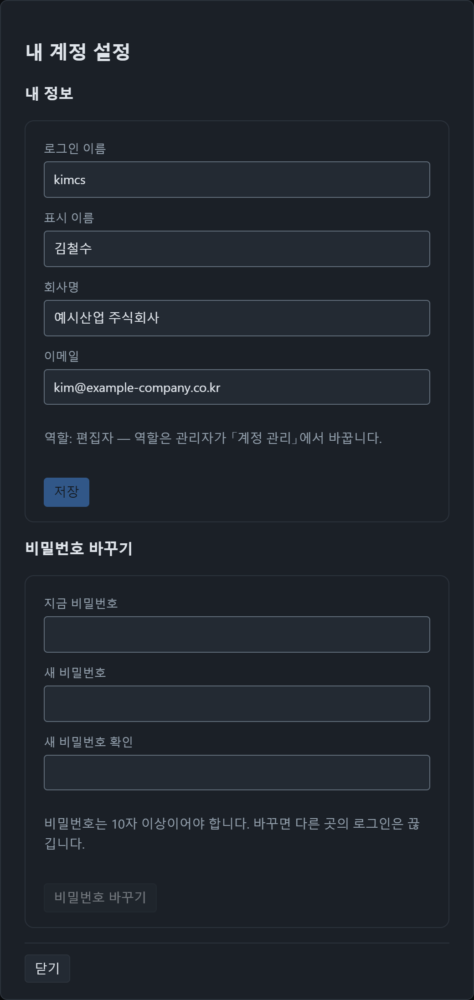 내 계정 설정
내 정보
로그인 이름
kimcs
표시 이름
김철수
회사명
예시산업 주식회사
이메일
kim@example-company.co.kr
역할: 편집자 — 역할은 관리자가 「계정 관리」에서 바꿉니다.
저장
비밀번호 바꾸기
지금 비밀번호
새 비밀번호
새 비밀번호 확인
비밀번호는 10자 이상이어야 합니다. 바꾸면 다른 곳의 로그인은 끊
깁니다.
비밀번호 바꾸기
닫기